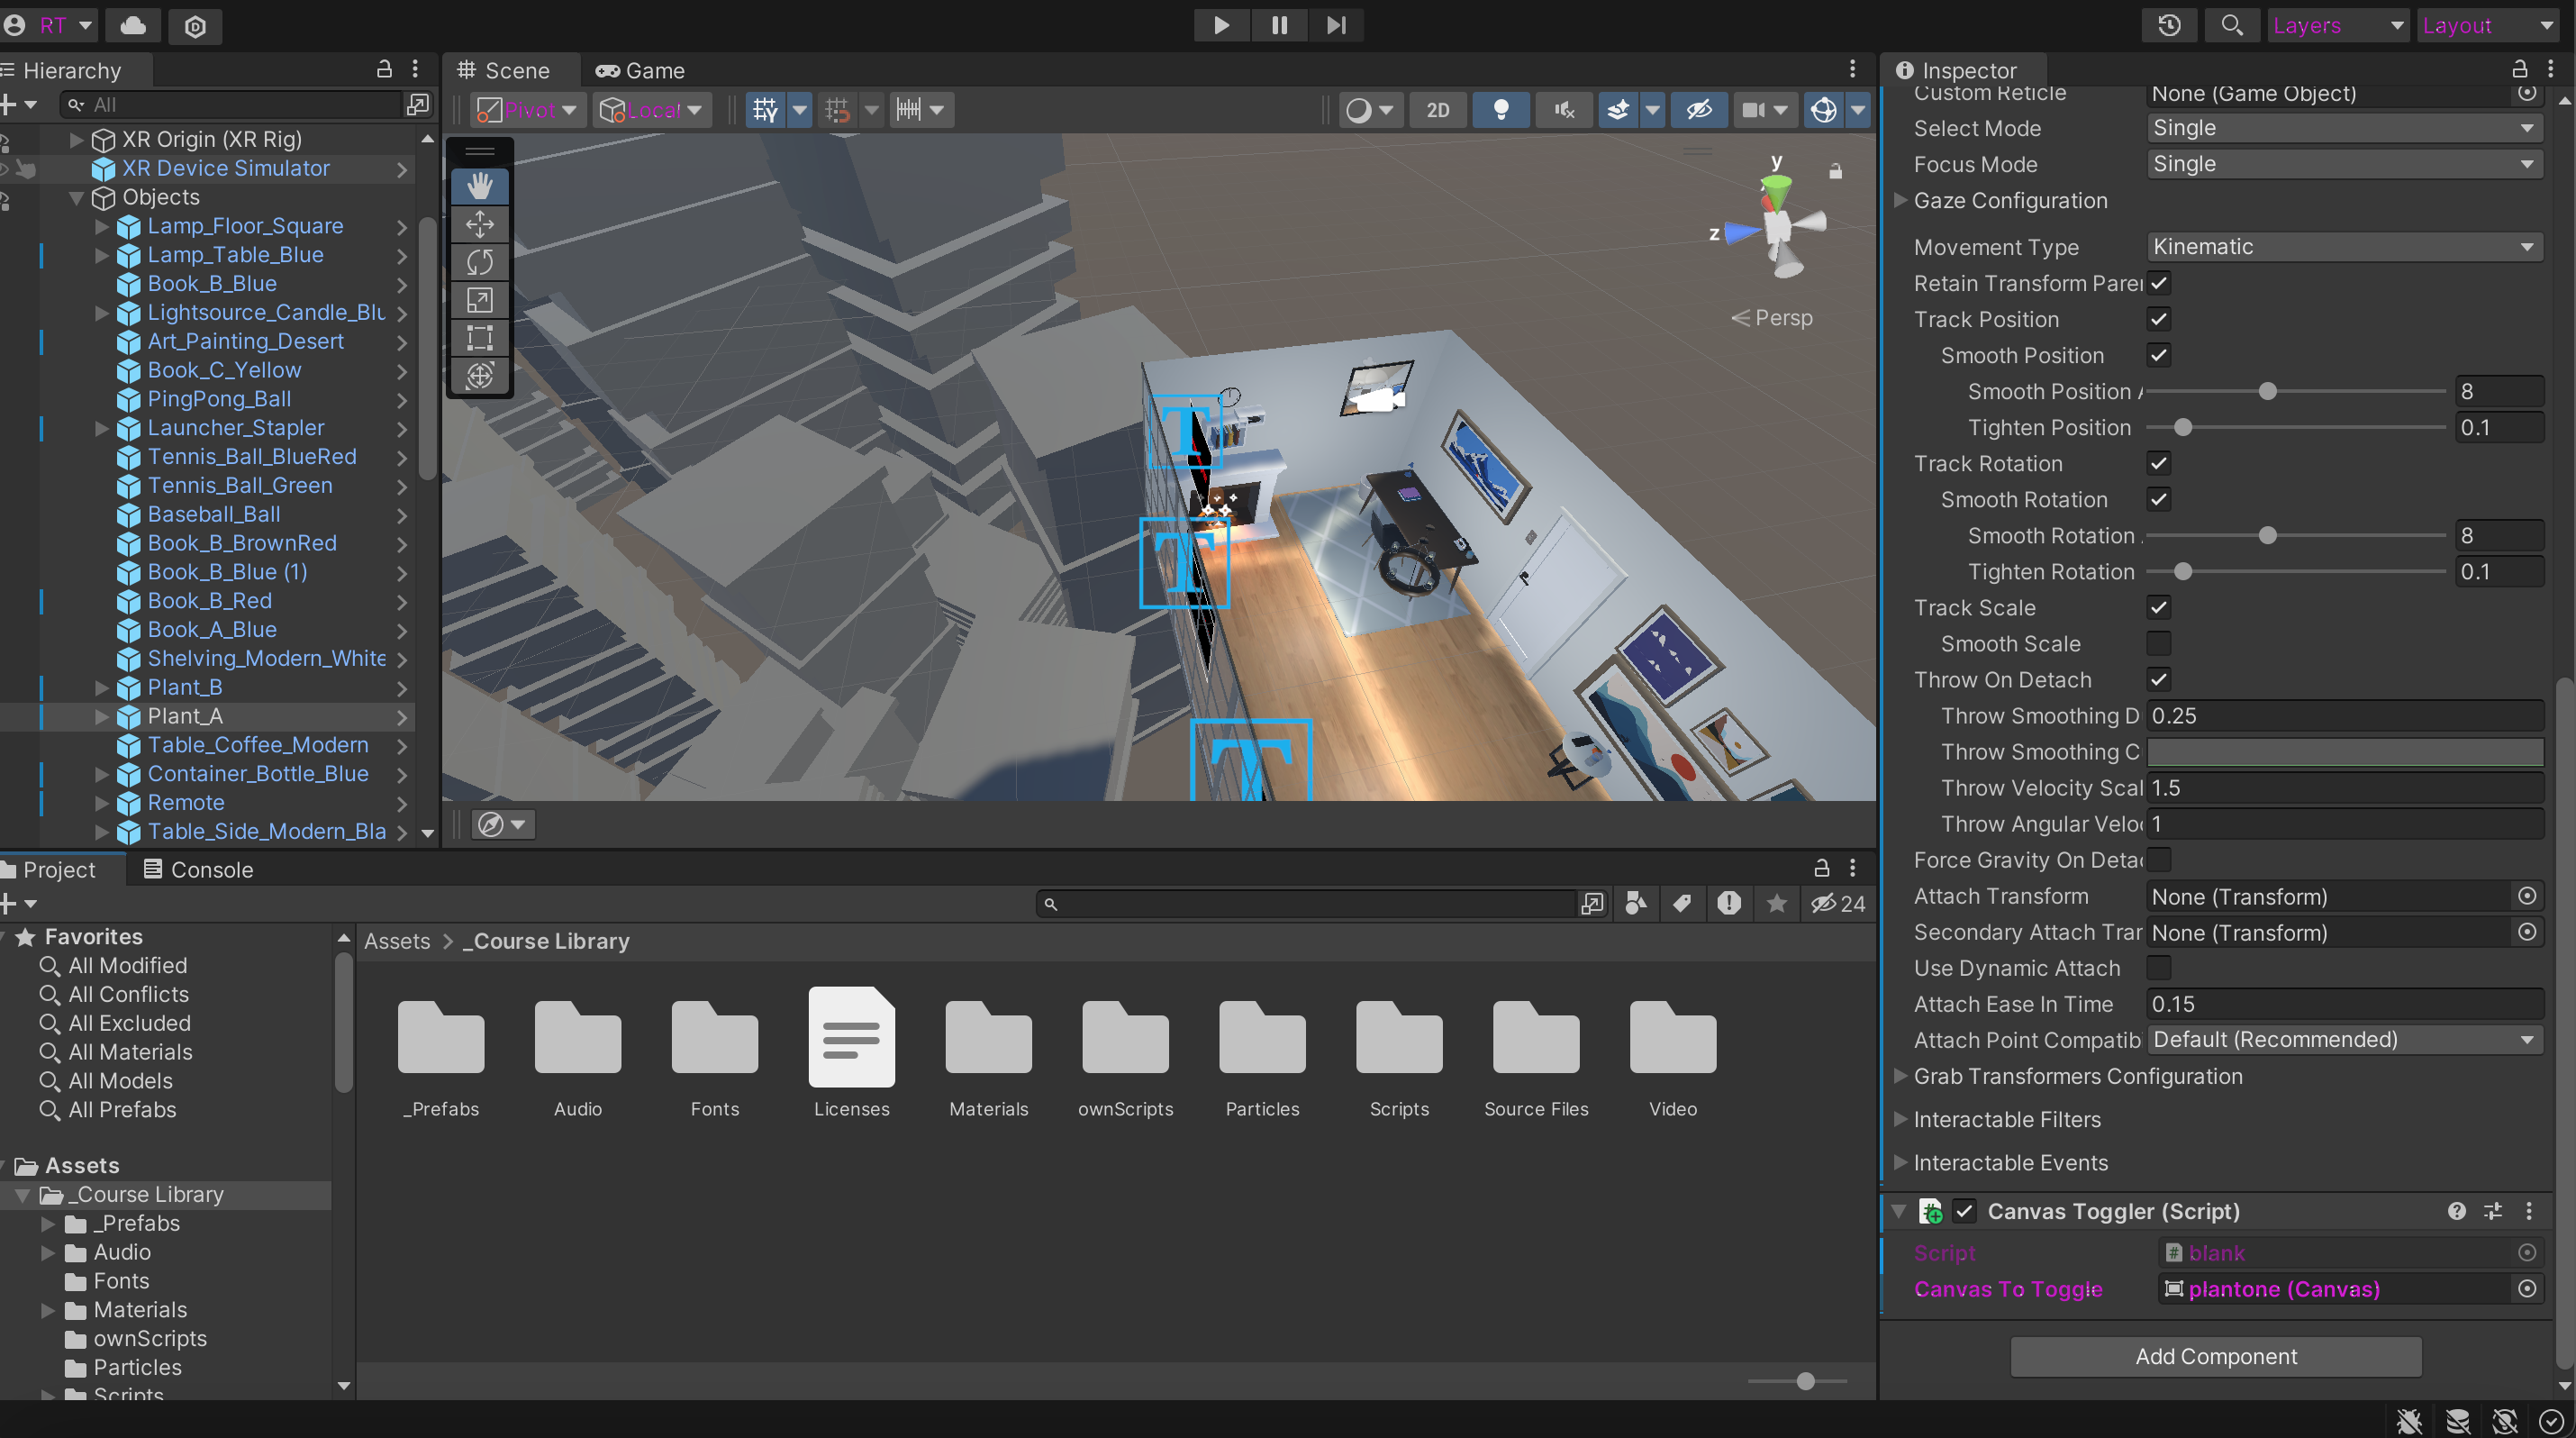 RT
Layers
Layout
Hierarchy
All
XR Origin (XR Rig)
XR Device Simulator
Objects
Lamp_Floor_Square
Lamp_Table_Blue
Book_B_Blue
Lightsource_Candle_Blu
Art_Painting_Desert
Book_C_Yellow
PingPong_Ball
Launcher_Stapler
Tennis_Ball_BlueRed
Tennis_Ball_Green
Baseball_Ball
Book_B_BrownRed
Book_B_Blue (1)
Book_B_Red
Book_A_Blue
Shelving_Modern_White
Plant_B
Plant_A
Table_Coffee_Modern
Container_Bottle_Blue
Remote
Table_Side_Modern_Bla
Scene
Game
Pivot
Local
2D
y
z
Persp
T
T
T
Project
Console
24
Favorites
All Modified
All Conflicts
All Excluded
All Materials
All Models
All Prefabs
Assets
_Course Library
_Prefabs
Audio
Fonts
Materials
ownScripts
Particles
Scripts
Assets > _Course Library
_Prefabs
Audio
Fonts
Licenses
Materials
ownScripts
Particles
Scripts
Source Files
Video
Inspector
Custom Reticle None (Game Object)
Select Mode Single
Focus Mode Single
Gaze Configuration
Movement Type Kinematic
Retain Transform Parei
Track Position
Smooth Position
Smooth Position A 8
Tighten Position 0.1
Track Rotation
Smooth Rotation
Smooth Rotation 8
Tighten Rotation 0.1
Track Scale
Smooth Scale
Throw On Detach
Throw Smoothing D 0.25
Throw Smoothing C
Throw Velocity Scal 1.5
Throw Angular Veloc 1
Force Gravity On Detac
Attach Transform None (Transform)
Secondary Attach Trar None (Transform)
Use Dynamic Attach
Attach Ease In Time 0.15
Attach Point Compatib Default (Recommended)
Grab Transformers Configuration
Interactable Filters
Interactable Events
Canvas Toggler (Script)
Script blank
Canvas To Toggle plantone (Canvas)
Add Component